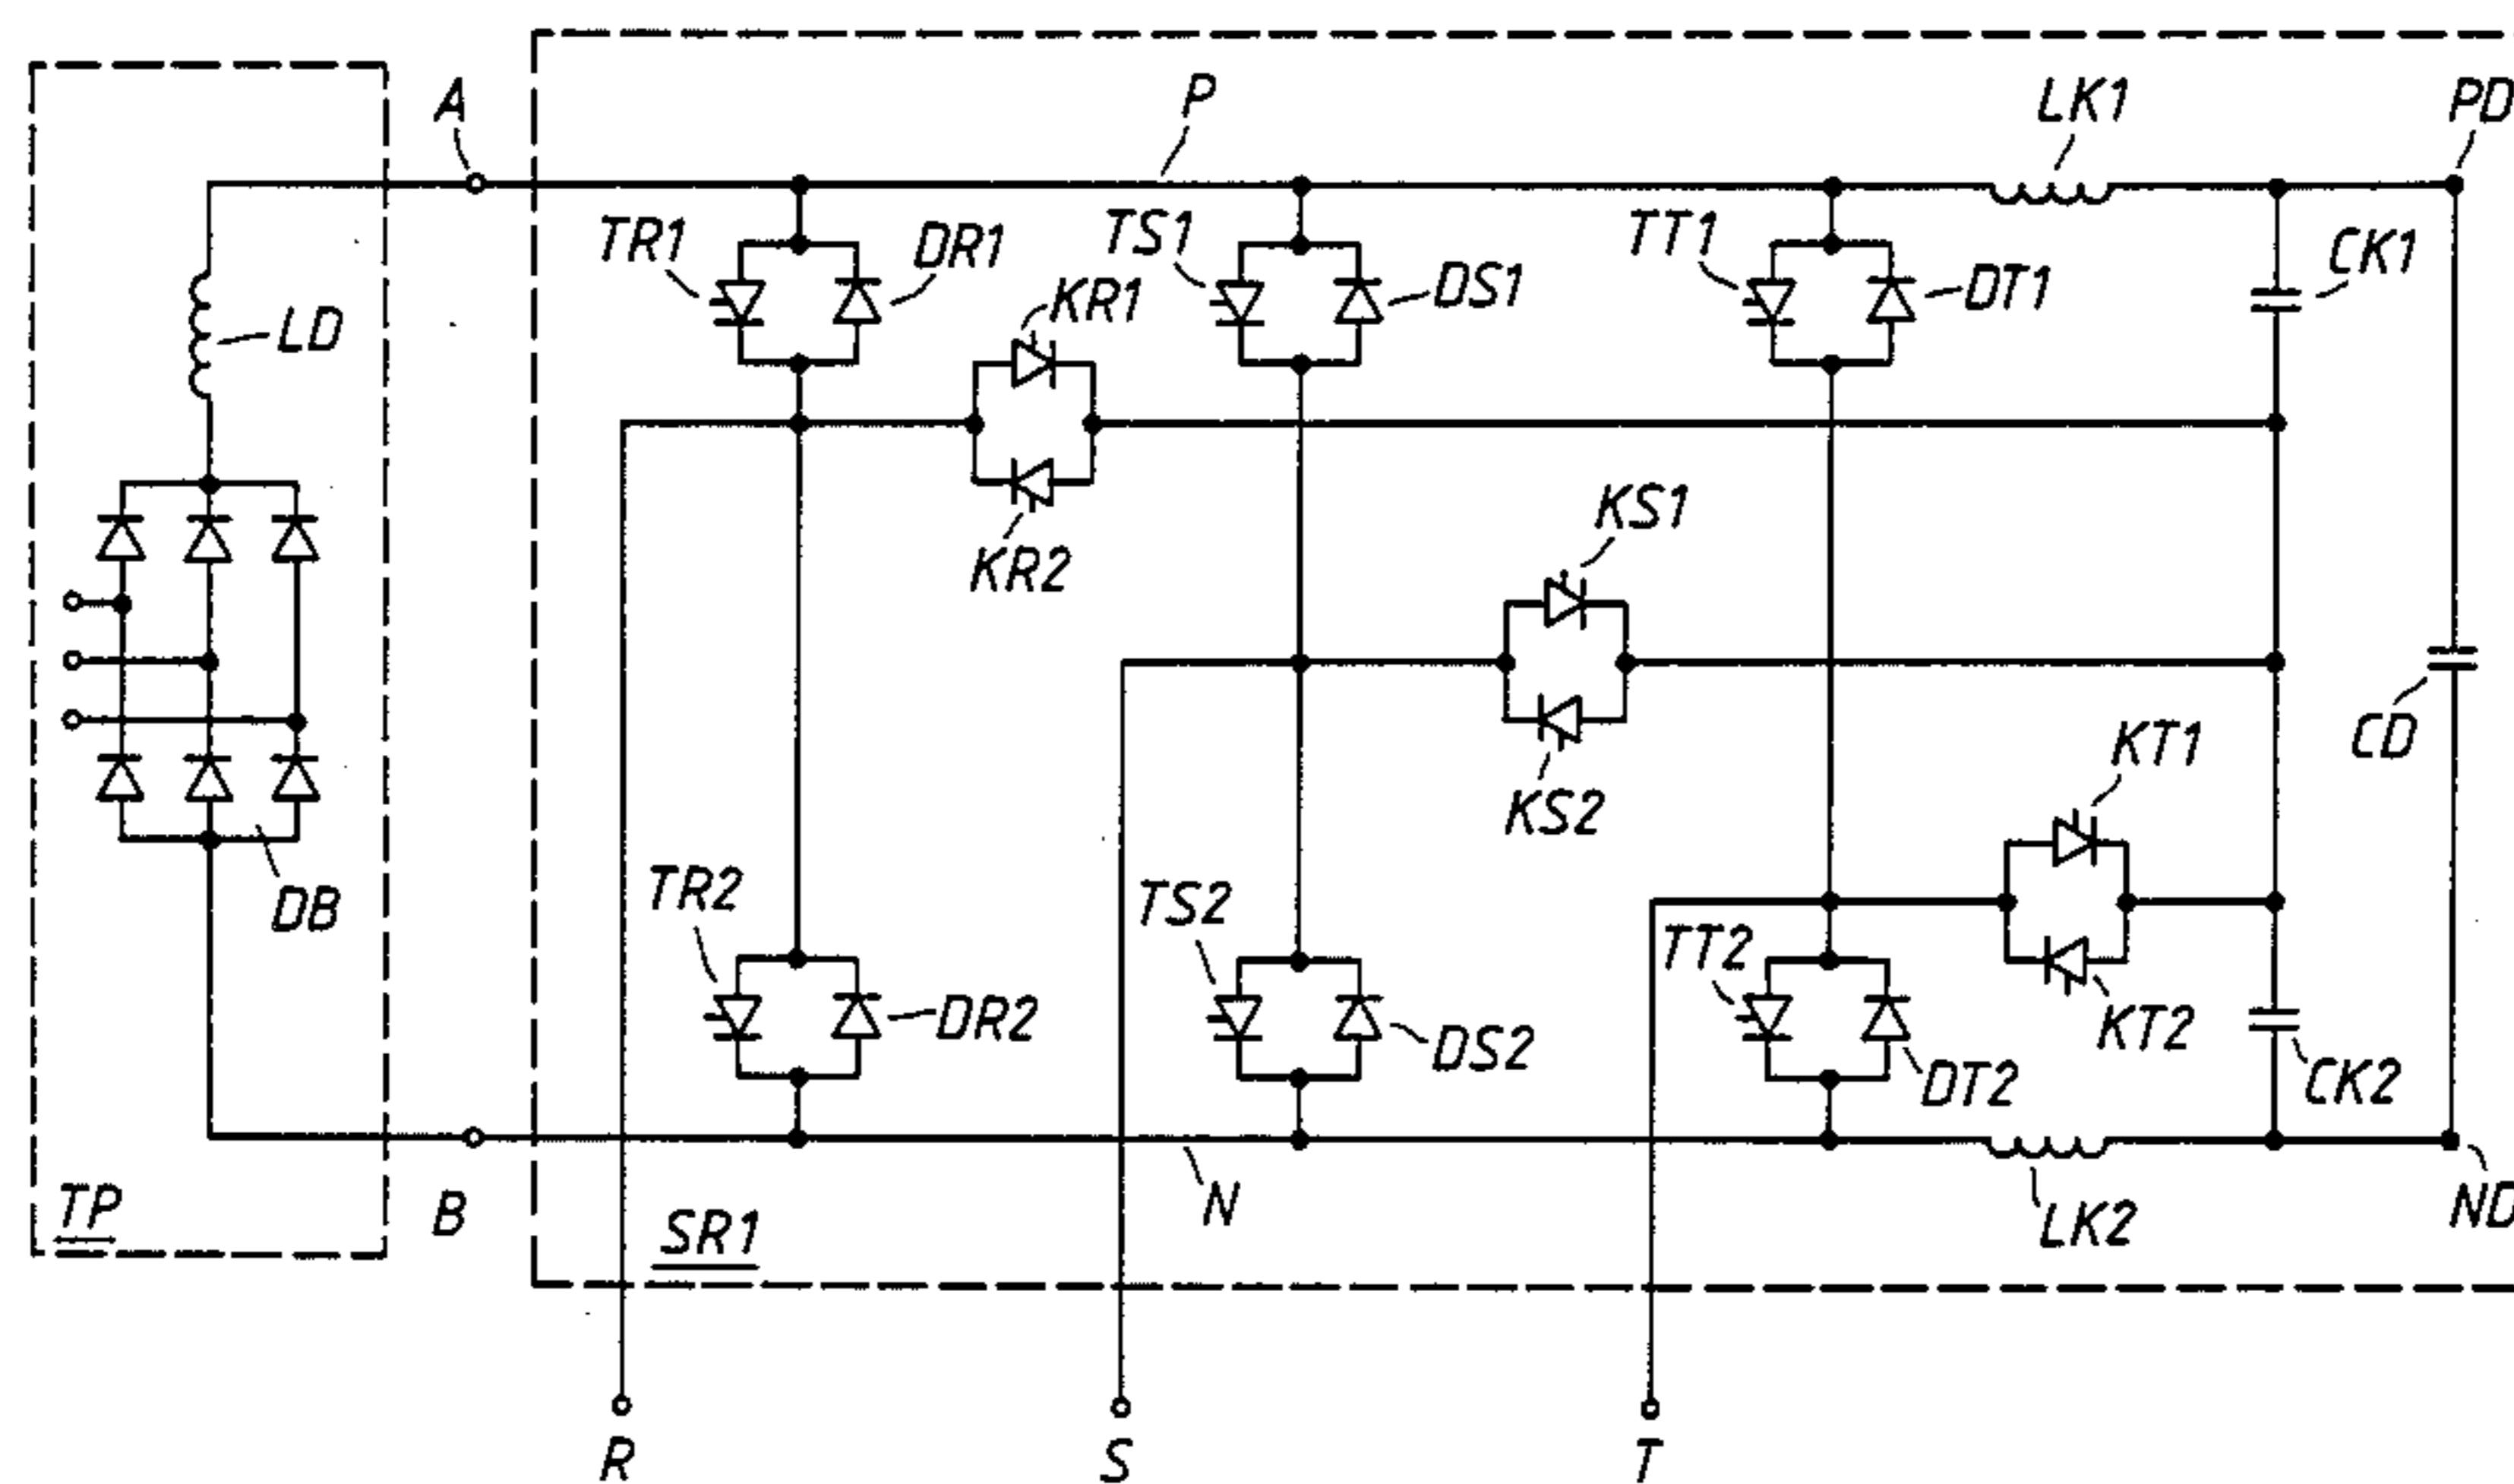 A
P
LK1
PD
TR1
DR1
TS1
DS1
TT1
DT1
CK1
KR1
LD
KR2
KS1
KS2
CD
KT1
DB
TR2
TS2
TT2
KT2
DR2
DS2
DT2
CK2
TP
B
SR1
N
LK2
ND
R
S
T